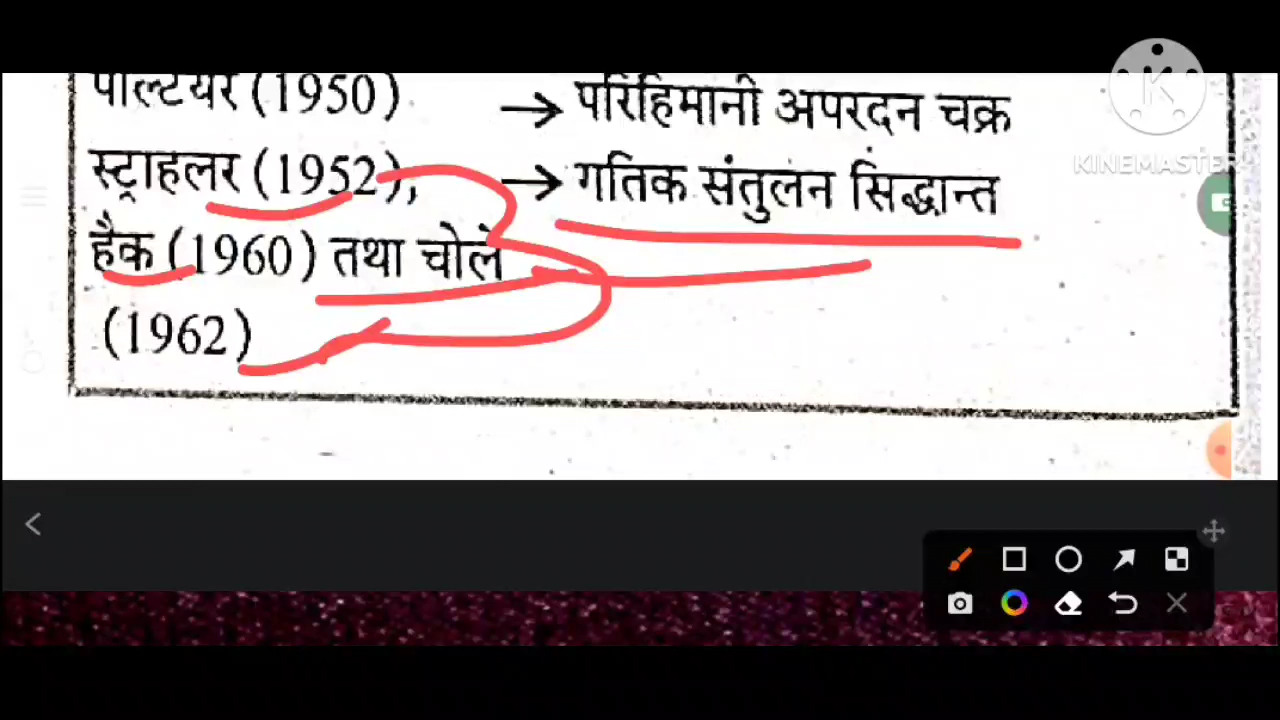 पेल्टियर (1950) → परिहिमानी अपरदन चक्र
स्ट्राहलर (1952), → गतिक संतुलन सिद्धान्त
हैक (1960) तथा चोले
(1962)
KINEMASTER